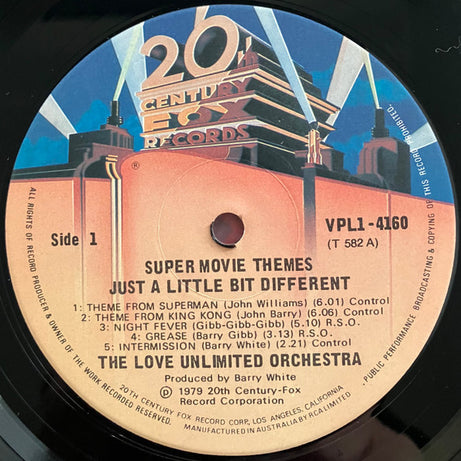 20th
CENTURY
FOX
RECORDS
®
Side 1
VPL1-4160
(T 582 A)
SUPER MOVIE THEMES
JUST A LITTLE BIT DIFFERENT
1: THEME FROM SUPERMAN (John Williams) (6.01) Control
2: THEME FROM KING KONG (John Barry) (6.06) Control
3: NIGHT FEVER (Gibb-Gibb-Gibb) (5.10) R.S.O.
4: GREASE (Barry Gibb) (3.13) R.S.O.
5: INTERMISSION (Barry White) (2.21) Control
THE LOVE UNLIMITED ORCHESTRA
Produced by Barry White
℗ 1979 20th Century-Fox
Record Corporation
20TH CENTURY FOX RECORD CORP, LOS ANGELES, CALIFORNIA
MANUFACTURED IN AUSTRALIA BY RCA LIMITED
ALL RIGHTS OF RECORD PRODUCER & OWNER OF THE WORK RECORDED RESERVED.
PUBLIC PERFORMANCE BROADCASTING & COPYING OF THIS RECORD PROHIBITED.